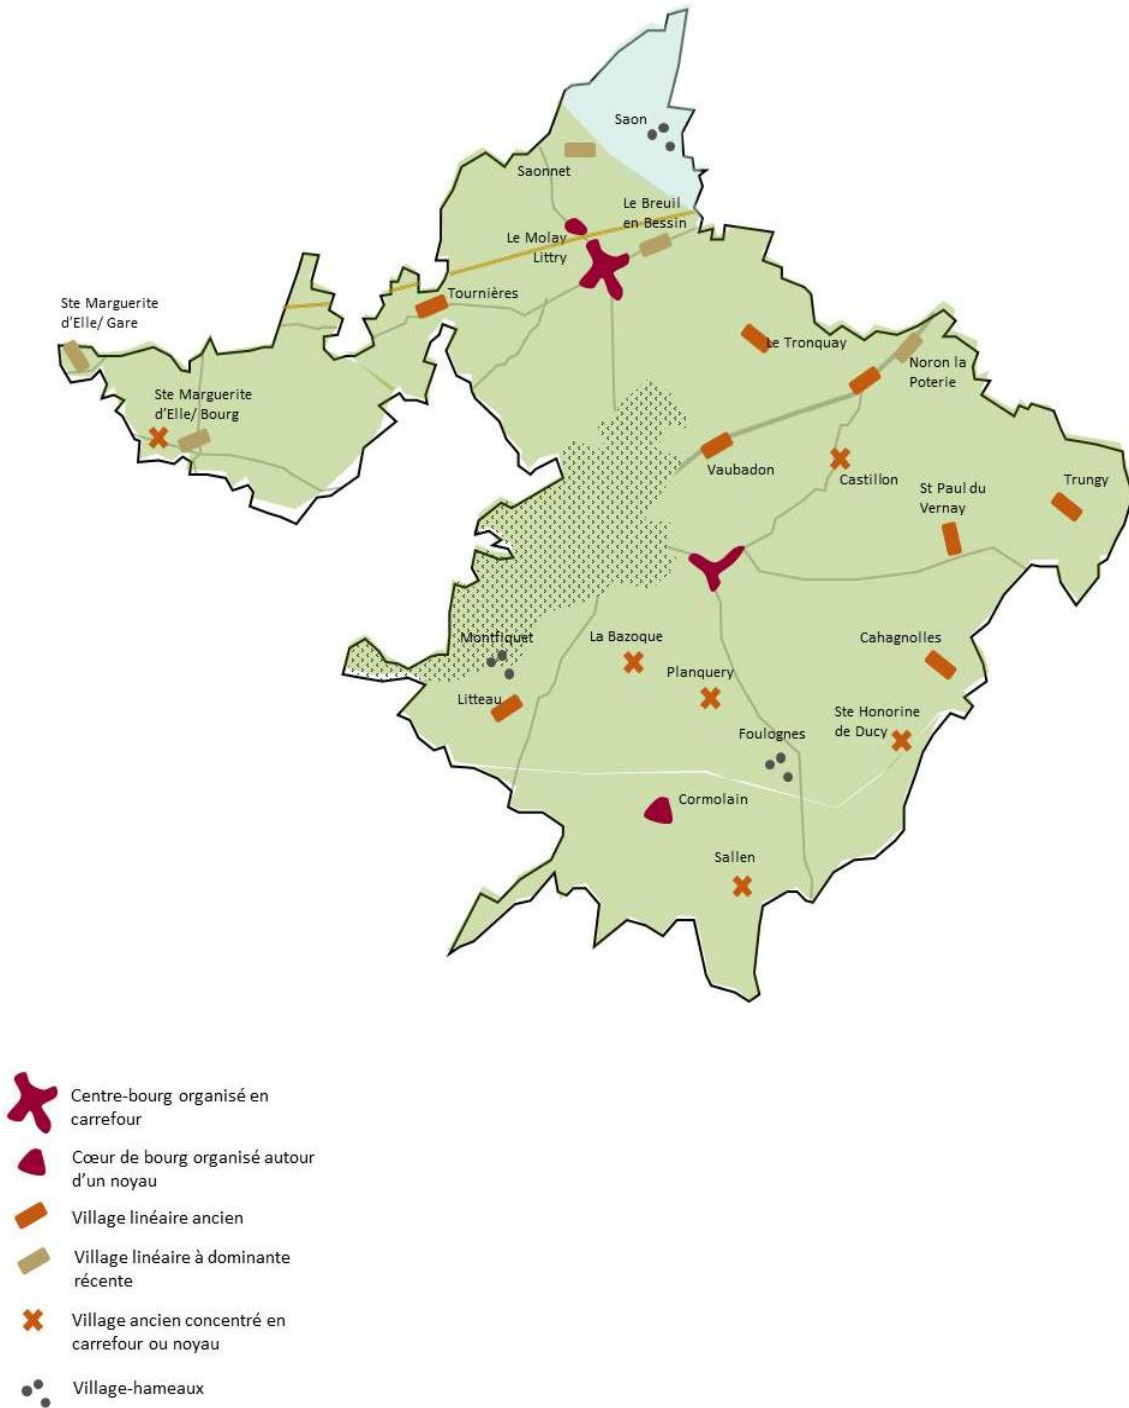 Saon
Saonnet
Le Breuil
en Bessin
Le Molay
Littry
Tournières
Ste Marguerite
d'Elle/ Gare
Le Tronquay
Noron la
Poterie
Ste Marguerite
d'Elle/ Bourg
Vaubadon
Castillon
St Paul du
Vernay
Trungy
Montfiquet
La Bazoque
Cahagnolles
Planquery
Litteau
Ste Honorine
de Ducy
Foulognes
Cormolain
Sallen
Centre-bourg organisé en
carrefour
Cœur de bourg organisé autour
d'un noyau
Village linéaire ancien
Village linéaire à dominante
récente
Village ancien concentré en
carrefour ou noyau
Village-hameaux